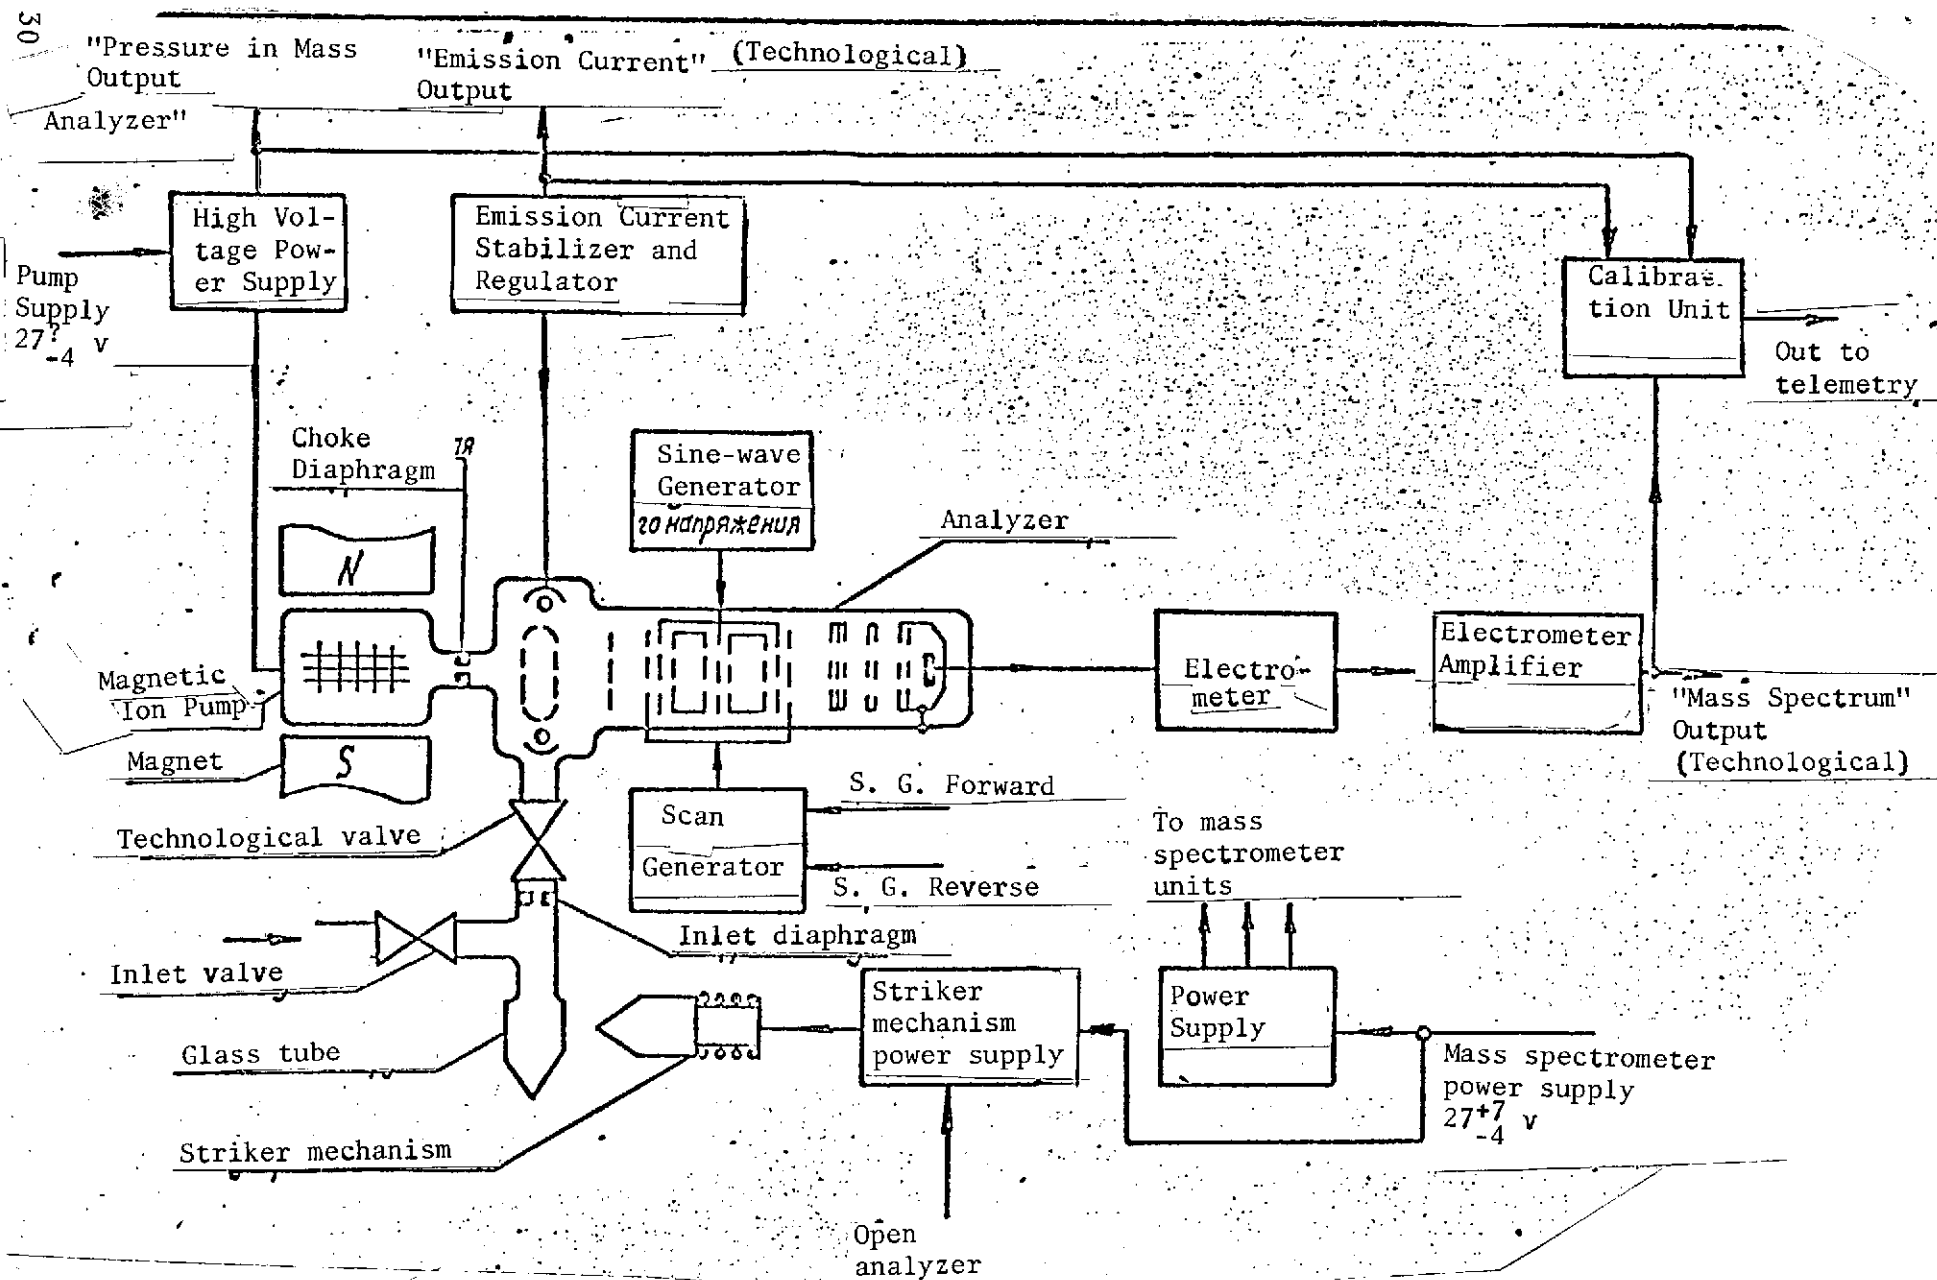 30
"Pressure in Mass
Output
Analyzer"
"Emission Current"
Output
(Technological)
High Vol-
tage Pow-
er Supply
Emission Current
Stabilizer and
Regulator
Pump
Supply
27?
-4 v
Calibra
tion Unit
Out to
telemetry
Choke
Diaphragm
Sine-wave
Generator
го напряжения
Analyzer
N
Magnetic
Ion Pump
Magnet
S
Electro-
meter
Electrometer
Amplifier
"Mass Spectrum"
Output
(Technological)
Technological valve
Scan
Generator
S. G. Forward
S. G. Reverse
To mass
spectrometer
units
Inlet diaphragm
Inlet valve
Glass tube
Striker
mechanism
power supply
Power
Supply
Mass spectrometer
power supply
27+7
-4 v
Striker mechanism
Open
analyzer